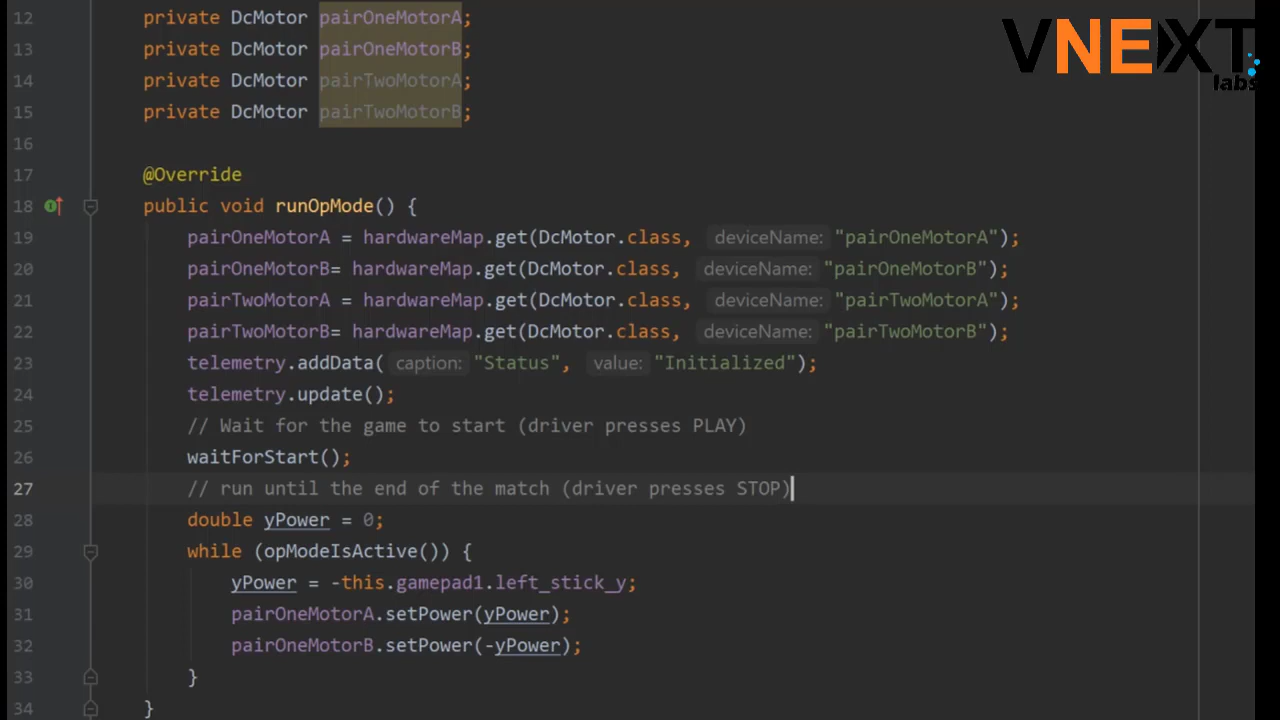 12 private DcMotor pairOneMotorA;
13 private DcMotor pairOneMotorB;
14 private DcMotor pairTwoMotorA;
15 private DcMotor pairTwoMotorB;
16
17 @Override
18 public void runOpMode() {
19 pairOneMotorA = hardwareMap.get(DcMotor.class, deviceName: "pairOneMotorA");
20 pairOneMotorB= hardwareMap.get(DcMotor.class, deviceName: "pairOneMotorB");
21 pairTwoMotorA = hardwareMap.get(DcMotor.class, deviceName: "pairTwoMotorA");
22 pairTwoMotorB= hardwareMap.get(DcMotor.class, deviceName: "pairTwoMotorB");
23 telemetry.addData( caption: "Status", value: "Initialized");
24 telemetry.update();
25 // Wait for the game to start (driver presses PLAY)
26 waitForStart();
27 // run until the end of the match (driver presses STOP)
28 double yPower = 0;
29 while (opModeIsActive()) {
30 yPower = -this.gamepad1.left_stick_y;
31 pairOneMotorA.setPower(yPower);
32 pairOneMotorB.setPower(-yPower);
33 }
34 }
VNEXT
labs